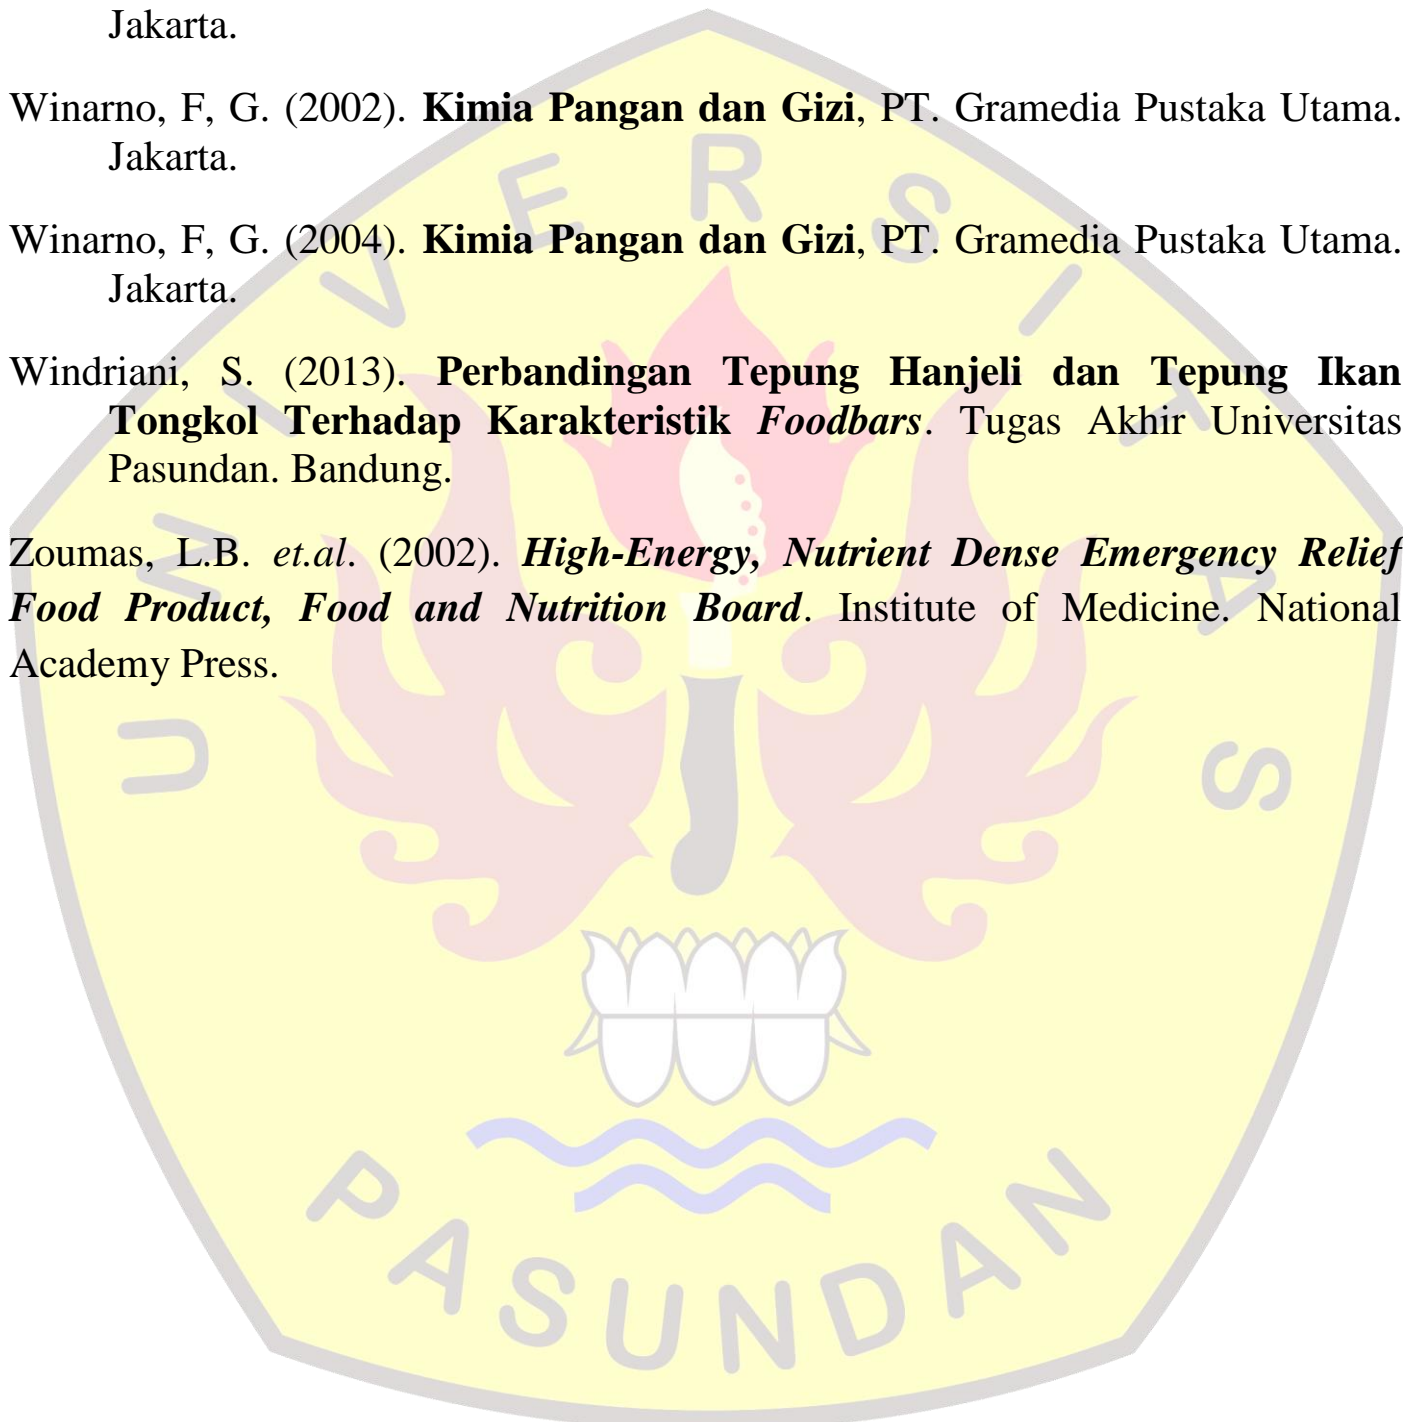 Jakarta.
Winarno, F, G. (2002). Kimia Pangan dan Gizi, PT. Gramedia Pustaka Utama.
Jakarta.
Winarno, F, G. (2004). Kimia Pangan dan Gizi, PT. Gramedia Pustaka Utama.
Jakarta.
Windriani, S. (2013). Perbandingan Tepung Hanjeli dan Tepung Ikan
Tongkol Terhadap Karakteristik Foodbars. Tugas Akhir Universitas
Pasundan. Bandung.
Zoumas, L.B. et.al. (2002). High-Energy, Nutrient Dense Emergency Relief
Food Product, Food and Nutrition Board. Institute of Medicine. National
Academy Press.
UNIVERSITAS
PASUNDAN